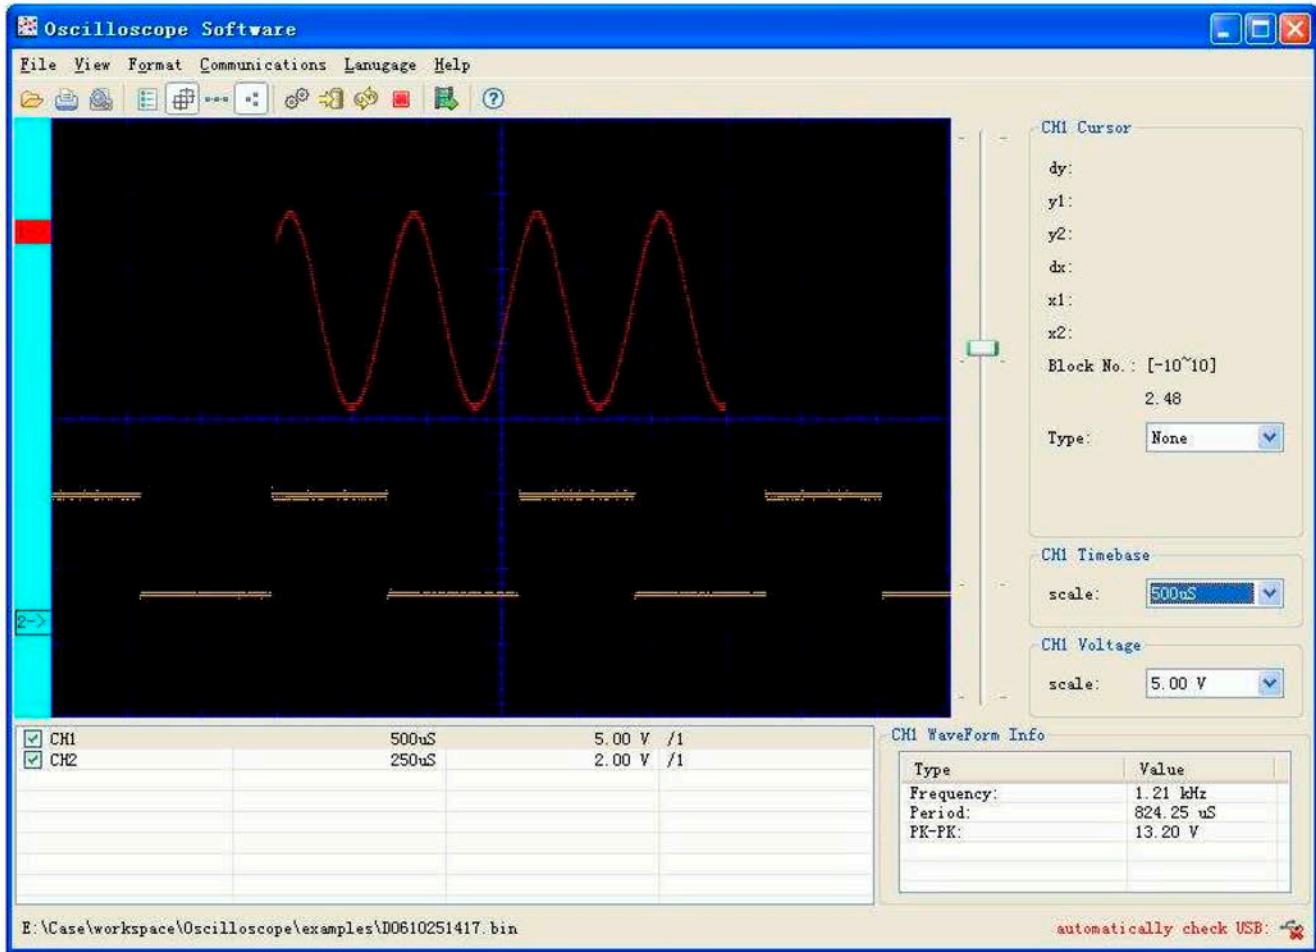 Oscilloscope Software
File View Format Communications Lanugage Help
CH1 Cursor
dy:
y1:
y2:
dx:
x1:
x2:
Block No.: [-10~10]
2.48
Type: None
CH1 Timebase
scale: 500uS
2->
CH1 Voltage
scale: 5.00 V
CH1 500uS 5.00 V /1
CH2 250uS 2.00 V /1
CH1 WaveForm Info
Type Value
Frequency: 1.21 kHz
Period: 824.25 uS
PK-PK: 13.20 V
E:\Case\workspace\Oscilloscope\examples\D0610251417.bin
automatically check USB: